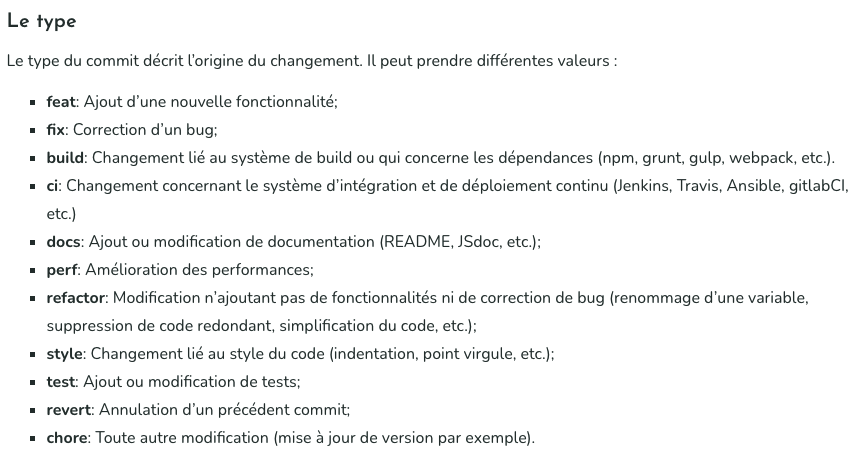 Le type
Le type du commit décrit l’origine du changement. Il peut prendre différentes valeurs :
▪ feat: Ajout d’une nouvelle fonctionnalité;
▪ fix: Correction d’un bug;
▪ build: Changement lié au système de build ou qui concerne les dépendances (npm, grunt, gulp, webpack, etc.).
▪ ci: Changement concernant le système d’intégration et de déploiement continu (Jenkins, Travis, Ansible, gitlabCI,
etc.)
▪ docs: Ajout ou modification de documentation (README, JSdoc, etc.);
▪ perf: Amélioration des performances;
▪ refactor: Modification n’ajoutant pas de fonctionnalités ni de correction de bug (renommage d’une variable,
suppression de code redondant, simplification du code, etc.);
▪ style: Changement lié au style du code (indentation, point virgule, etc.);
▪ test: Ajout ou modification de tests;
▪ revert: Annulation d’un précédent commit;
▪ chore: Toute autre modification (mise à jour de version par exemple).